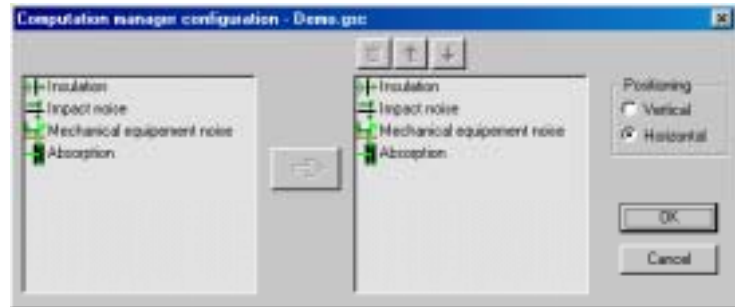 Computation manager configuration - Demo.gsc
Insulation
Impact noise
Mechanical equipement noise
Absorption
Insulation
Impact noise
Mechanical equipement noise
Absorption
Positioning
Vertical
Horizontal
OK
Cancel